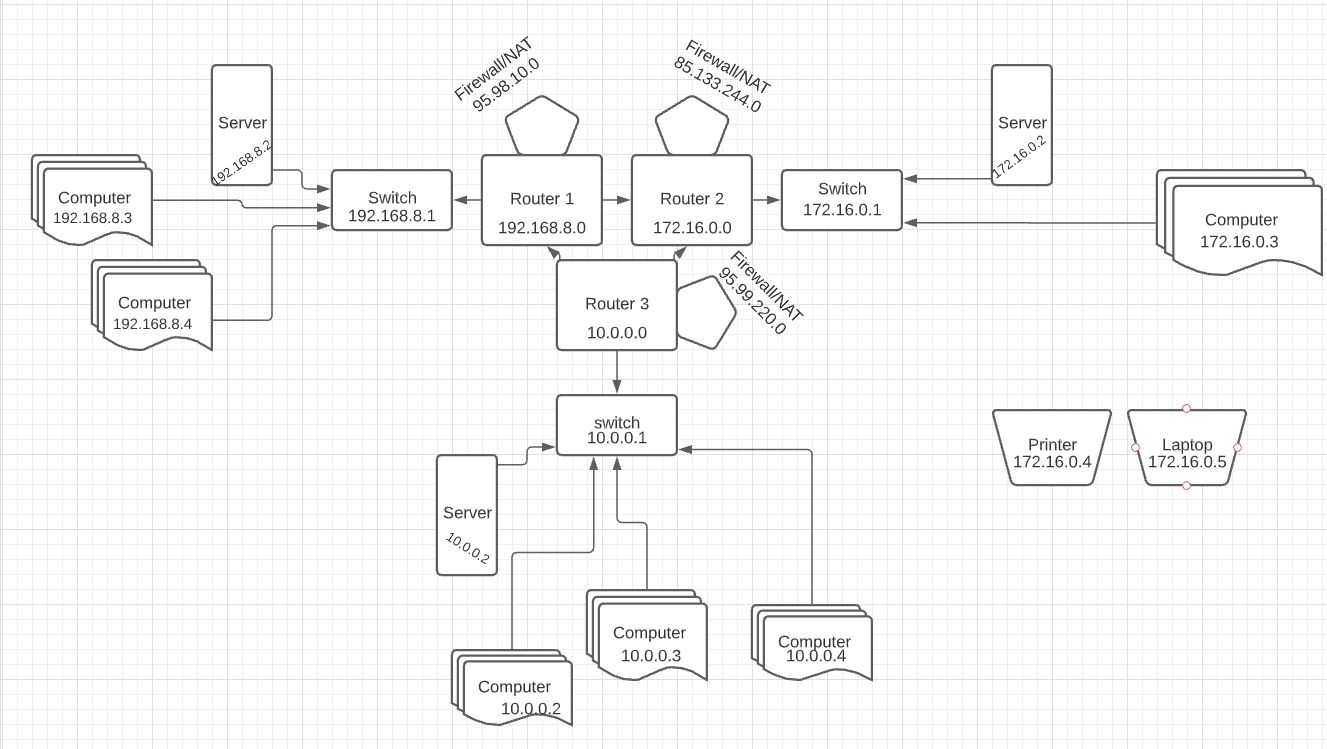 Firewall/NAT
95.98.10.0
Firewall/NAT
85.133.244.0
Server
192.168.8.2
Server
172.16.0.2
Computer
192.168.8.3
Switch
192.168.8.1
Router 1
192.168.8.0
Router 2
172.16.0.0
Switch
172.16.0.1
Computer
172.16.0.3
Computer
192.168.8.4
Router 3
10.0.0.0
Firewall/NAT
95.99.220.0
switch
10.0.0.1
Printer
172.16.0.4
Laptop
172.16.0.5
Server
10.0.0.2
Computer
10.0.0.3
Computer
10.0.0.4
Computer
10.0.0.2